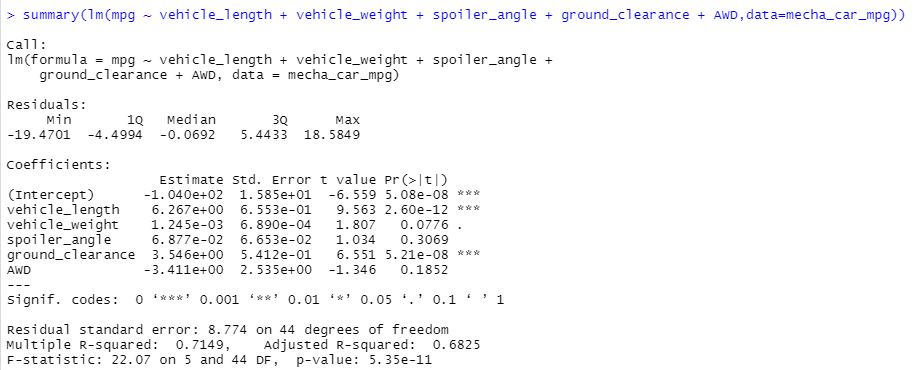 > summary(lm(mpg ~ vehicle_length + vehicle_weight + spoiler_angle + ground_clearance + AWD,data=mecha_car_mpg))
Call:
lm(formula = mpg ~ vehicle_length + vehicle_weight + spoiler_angle +
    ground_clearance + AWD, data = mecha_car_mpg)
Residuals:
     Min       1Q   Median       3Q      Max
-19.4701  -4.4994  -0.0692   5.4433  18.5849
Coefficients:
                   Estimate Std. Error t value Pr(>|t|)
(Intercept)      -1.040e+02  1.585e+01  -6.559 5.08e-08 ***
vehicle_length    6.267e+00  6.553e-01   9.563 2.60e-12 ***
vehicle_weight    1.245e-03  6.890e-04   1.807   0.0776 .
spoiler_angle     6.877e-02  6.653e-02   1.034   0.3069
ground_clearance  3.546e+00  5.412e-01   6.551 5.21e-08 ***
AWD              -3.411e+00  2.535e+00  -1.346   0.1852
---
Signif. codes:  0 ‘***’ 0.001 ‘**’ 0.01 ‘*’ 0.05 ‘.’ 0.1 ‘ ’ 1
Residual standard error: 8.774 on 44 degrees of freedom
Multiple R-squared:  0.7149,    Adjusted R-squared:  0.6825
F-statistic: 22.07 on 5 and 44 DF,  p-value: 5.35e-11